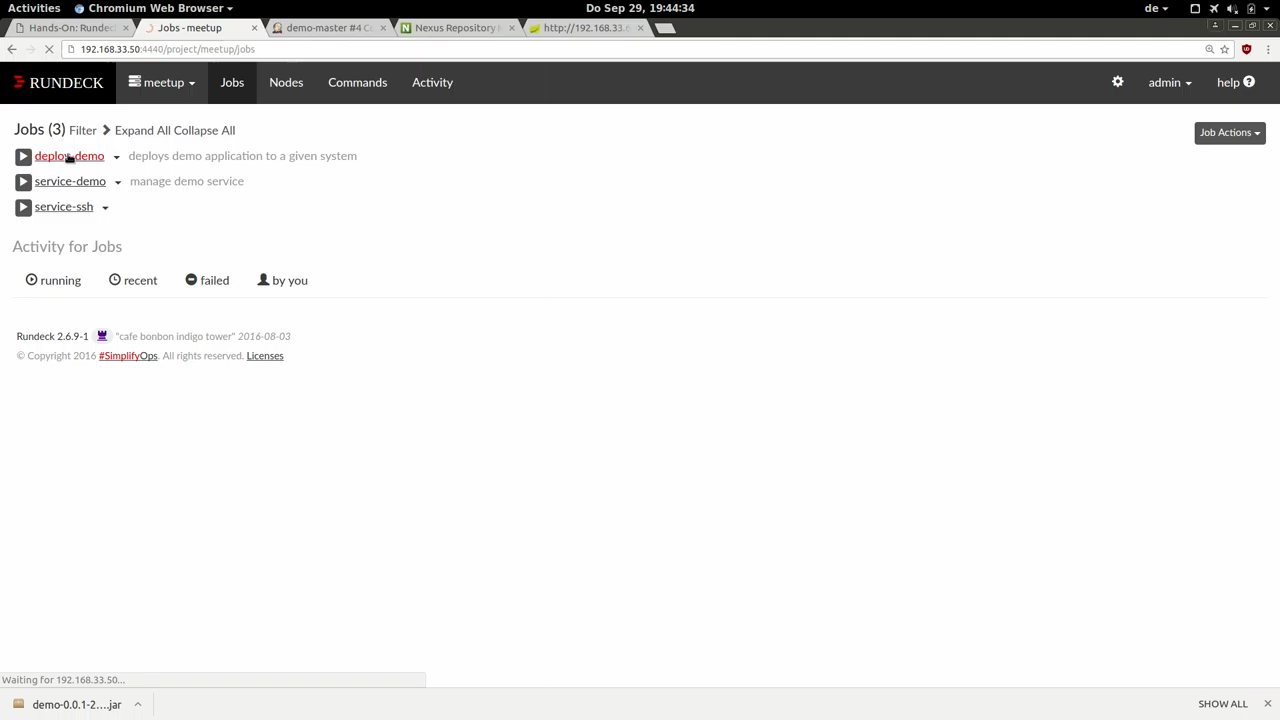 Activities Chromium Web Browser Do Sep 29, 19:44:34 de
Hands-On: Rundec Jobs - meetup demo-master #4 C Nexus Repository http://192.168.33.6
192.168.33.50:4440/project/meetup/jobs
RUNDECK meetup Jobs Nodes Commands Activity admin help
Jobs (3) Filter Expand All Collapse All
Job Actions
deploy-demo deploys demo application to a given system
service-demo manage demo service
service-ssh
Activity for Jobs
running recent failed by you
Rundeck 2.6.9-1 "cafe bonbon indigo tower" 2016-08-03
© Copyright 2016 #SimplifyOps. All rights reserved. Licenses
Waiting for 192.168.33.50...
demo-0.0.1-2....jar SHOW ALL